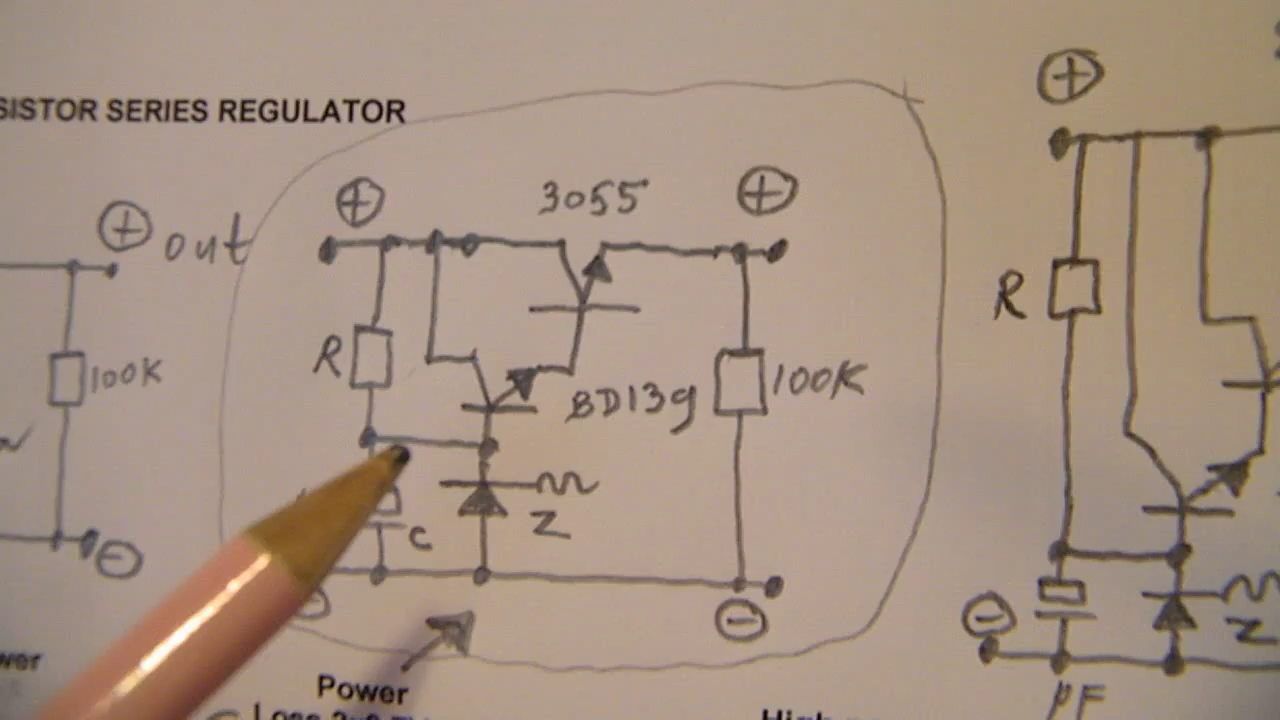 SISTOR SERIES REGULATOR
+
+ out
+
3055
+
R
100K
BD139
100K
R
C
Z
-
-
-
-
Z
µF
Power